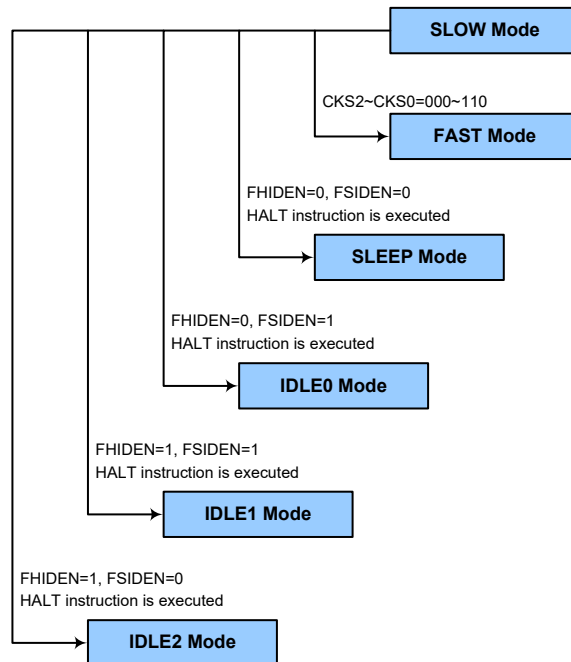 SLOW Mode
CKS2~CKS0=000~110
FAST Mode
FHIDEN=0, FSIDEN=0
HALT instruction is executed
SLEEP Mode
FHIDEN=0, FSIDEN=1
HALT instruction is executed
IDLE0 Mode
FHIDEN=1, FSIDEN=1
HALT instruction is executed
IDLE1 Mode
FHIDEN=1, FSIDEN=0
HALT instruction is executed
IDLE2 Mode